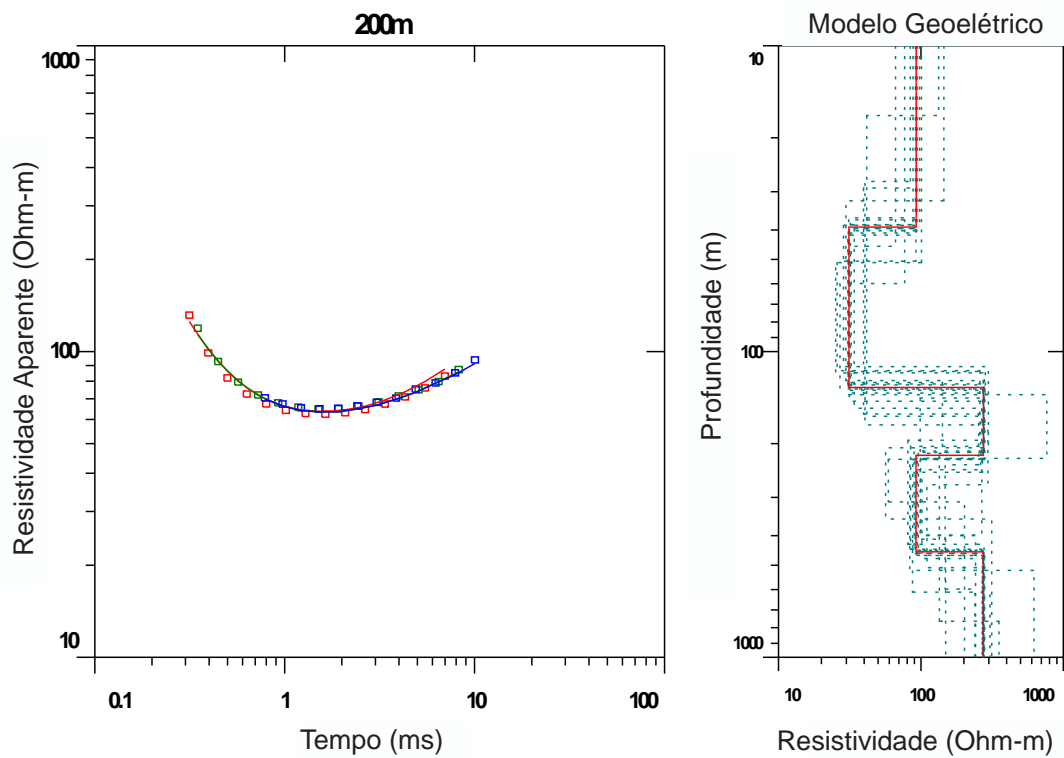 200m
1000
100
10
0.1
1
10
100
Resistividade Aparente (Ohm-m)
Tempo (ms)
Modelo Geoelétrico
10
100
1000
10
100
1000
Profundidade (m)
Resistividade (Ohm-m)